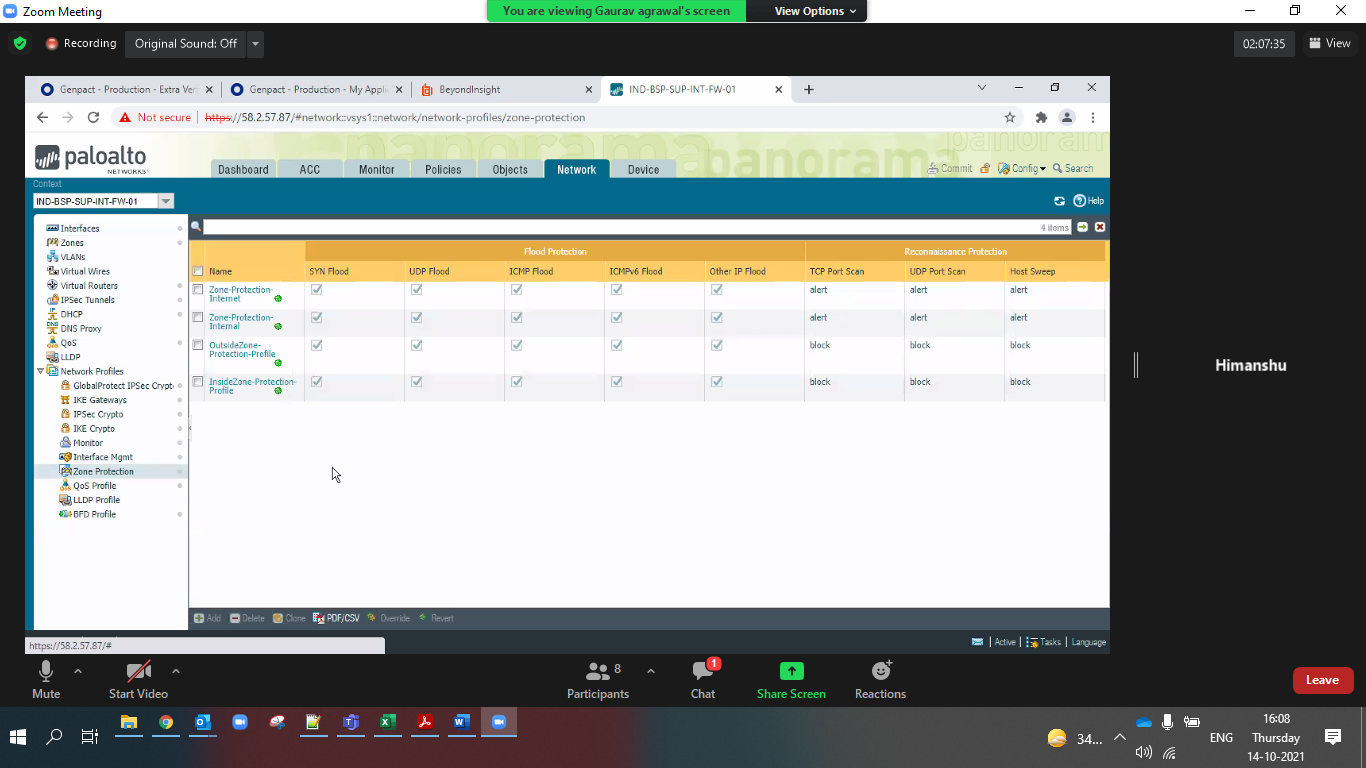 Zoom Meeting
You are viewing Gaurav agrawal's screen View Options
Recording Original Sound: Off 02:07:35 View
Genpact - Production - Extra Ver Genpact - Production - My Appl BeyondInsight IND-BSP-SUP-INT-FW-01
Not secure https://58.2.57.87/#network::vsys1::network/network-profiles/zone-protection
paloalto
NETWORKS
panorama panorama panorama
Dashboard ACC Monitor Policies Objects Network Device Commit Config Search
Context
IND-BSP-SUP-INT-FW-01 Help
4 items
Interfaces
Zones
VLANs
Virtual Wires
Virtual Routers
IPSec Tunnels
DHCP
DNS Proxy
QoS
LLDP
Network Profiles
GlobalProtect IPSec Crypto
IKE Gateways
IPSec Crypto
IKE Crypto
Monitor
Interface Mgmt
Zone Protection
QoS Profile
LLDP Profile
BFD Profile
Flood Protection Reconnaissance Protection
Name SYN Flood UDP Flood ICMP Flood ICMPv6 Flood Other IP Flood TCP Port Scan UDP Port Scan Host Sweep
Zone-Protection-
Internet alert alert alert
Zone-Protection-
Internal alert alert alert
OutsideZone-
Protection-Profile block block block
InsideZone-Protection-
Profile block block block
Add Delete Clone PDF/CSV Override Revert
https://58.2.57.87/# Active Tasks Language
Himanshu
Mute Start Video Participants 8 Chat 1 Share Screen Reactions Leave
34... ENG 16:08
Thursday
14-10-2021